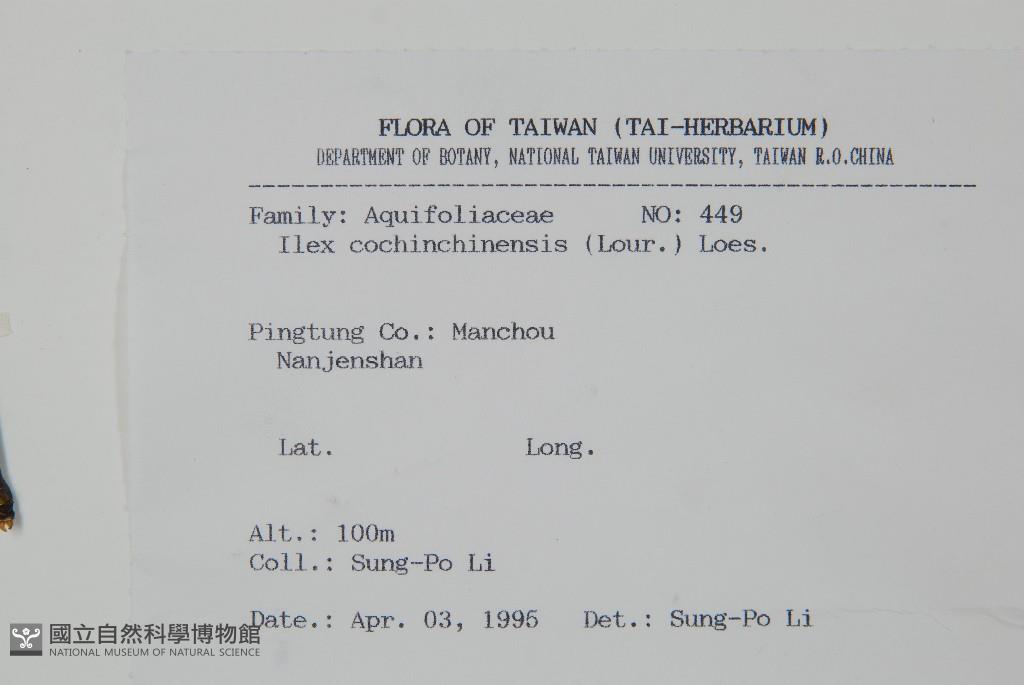 FLORA OF TAIWAN (TAI-HERBARIUM)
DEPARTMENT OF BOTANY, NATIONAL TAIWAN UNIVERSITY, TAIWAN R.O.CHINA
Family: Aquifoliaceae NO: 449
Ilex cochinchinensis (Lour.) Loes.
Pingtung Co.: Manchou
Nanjenshan
Lat. Long.
Alt.: 100m
Coll.: Sung-Po Li
Date.: Apr. 03, 1995 Det.: Sung-Po Li
國立自然科學博物館
NATIONAL MUSEUM OF NATURAL SCIENCE